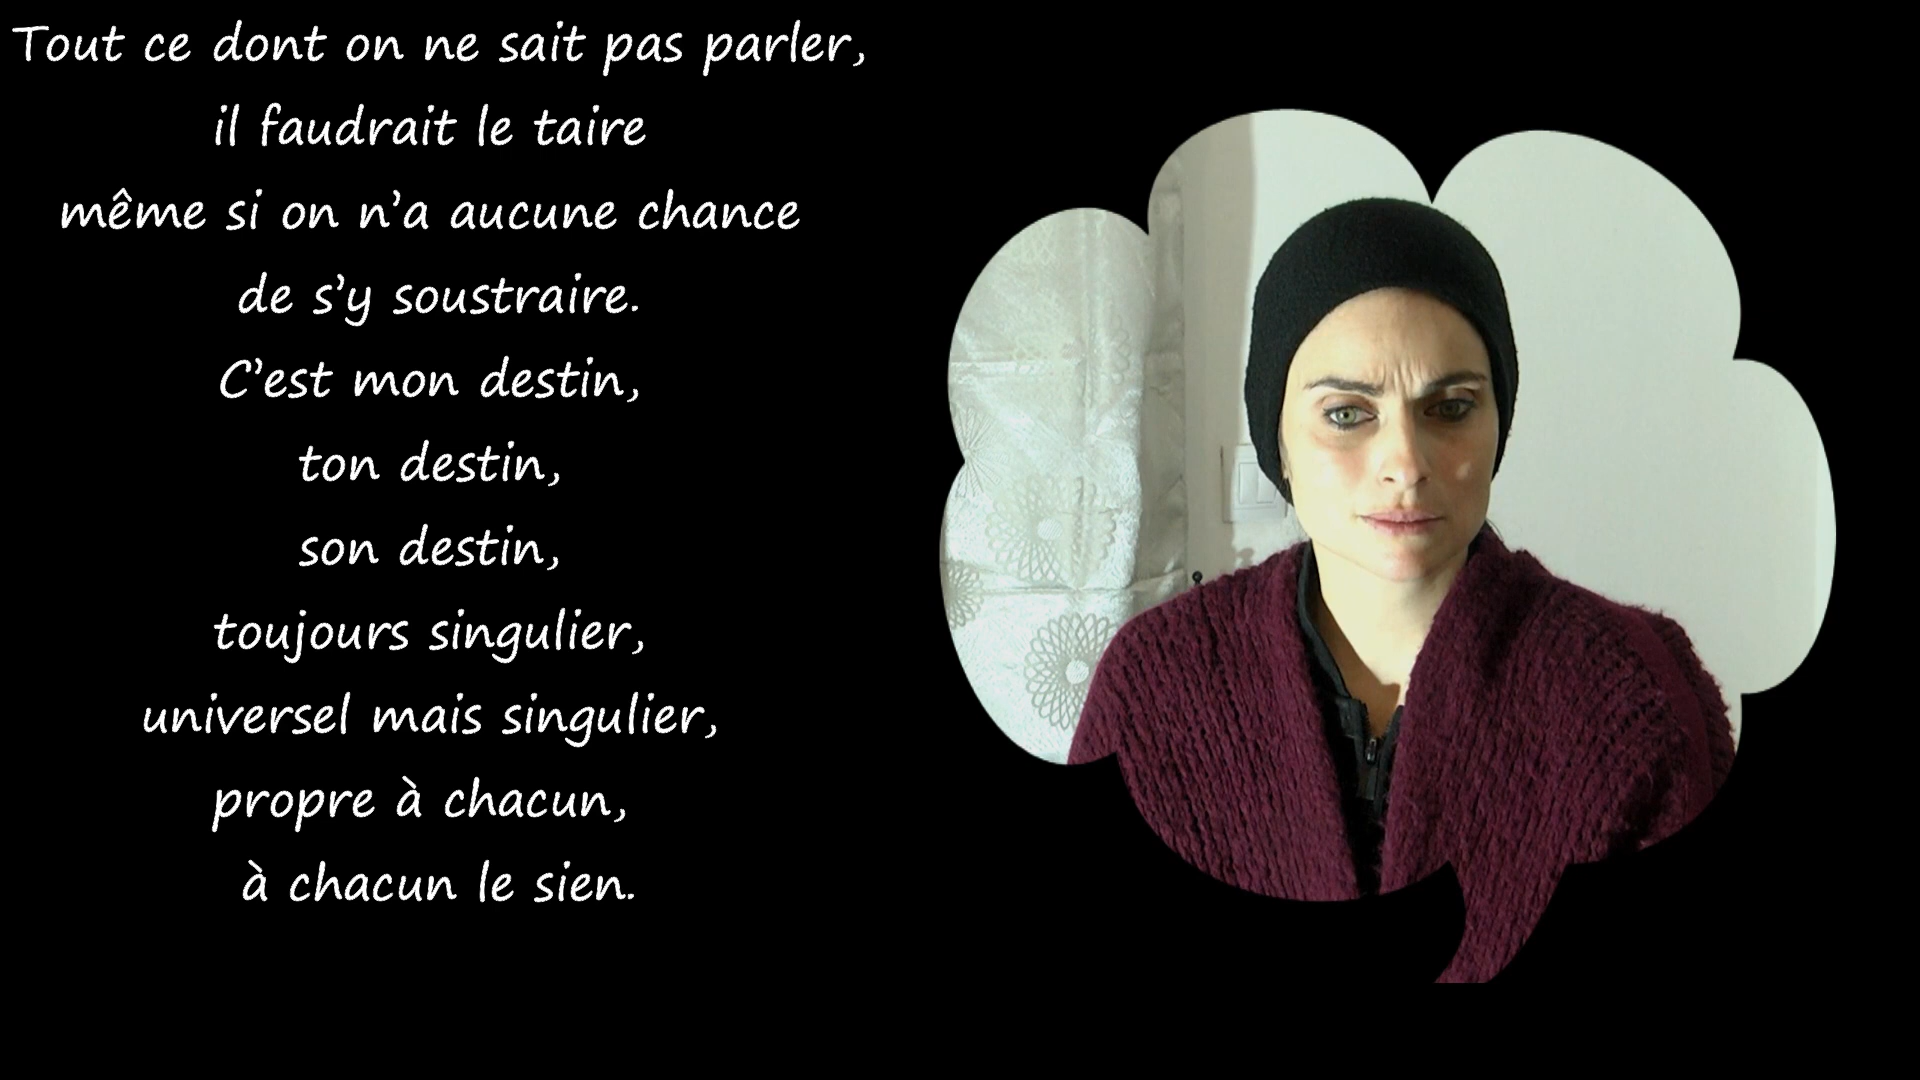 Tout ce dont on ne sait pas parler,
il faudrait le taire
même si on n’a aucune chance
de s’y soustraire.
C’est mon destin,
ton destin,
son destin,
toujours singulier,
universel mais singulier,
propre à chacun,
à chacun le sien.